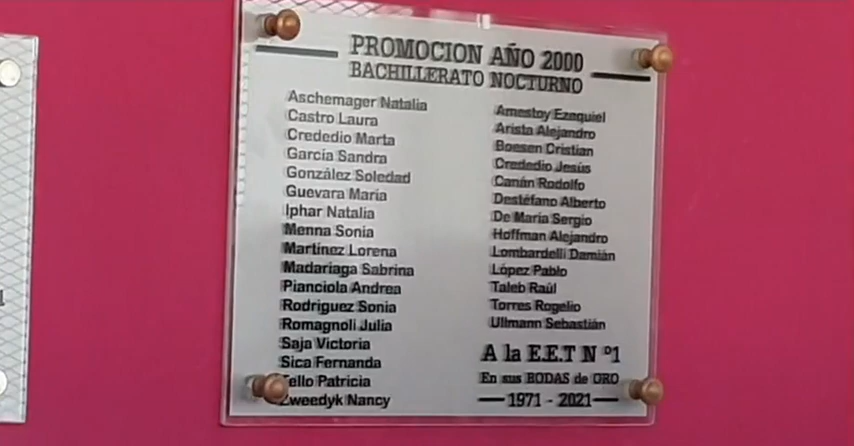 PROMOCION AÑO 2000
BACHILLERATO NOCTURNO
Aschemager Natalia
Castro Laura
Crededio Marta
García Sandra
González Soledad
Guevara María
Iphar Natalia
Menna Sonia
Martínez Lorena
Madariaga Sabrina
Pianciola Andrea
Rodriguez Sonia
Romagnoli Julia
Saja Victoria
Sica Fernanda
Tello Patricia
Zweedyk Nancy
Amestoy Ezequiel
Arista Alejandro
Boesen Cristian
Crededio Jesús
Canán Rodolfo
Destéfano Alberto
De María Sergio
Hoffman Alejandro
Lombardelli Damián
López Pablo
Taleb Raúl
Torres Rogelio
Ullmann Sebastián
A la E.E.T N º1
En sus BODAS de ORO
1971 - 2021